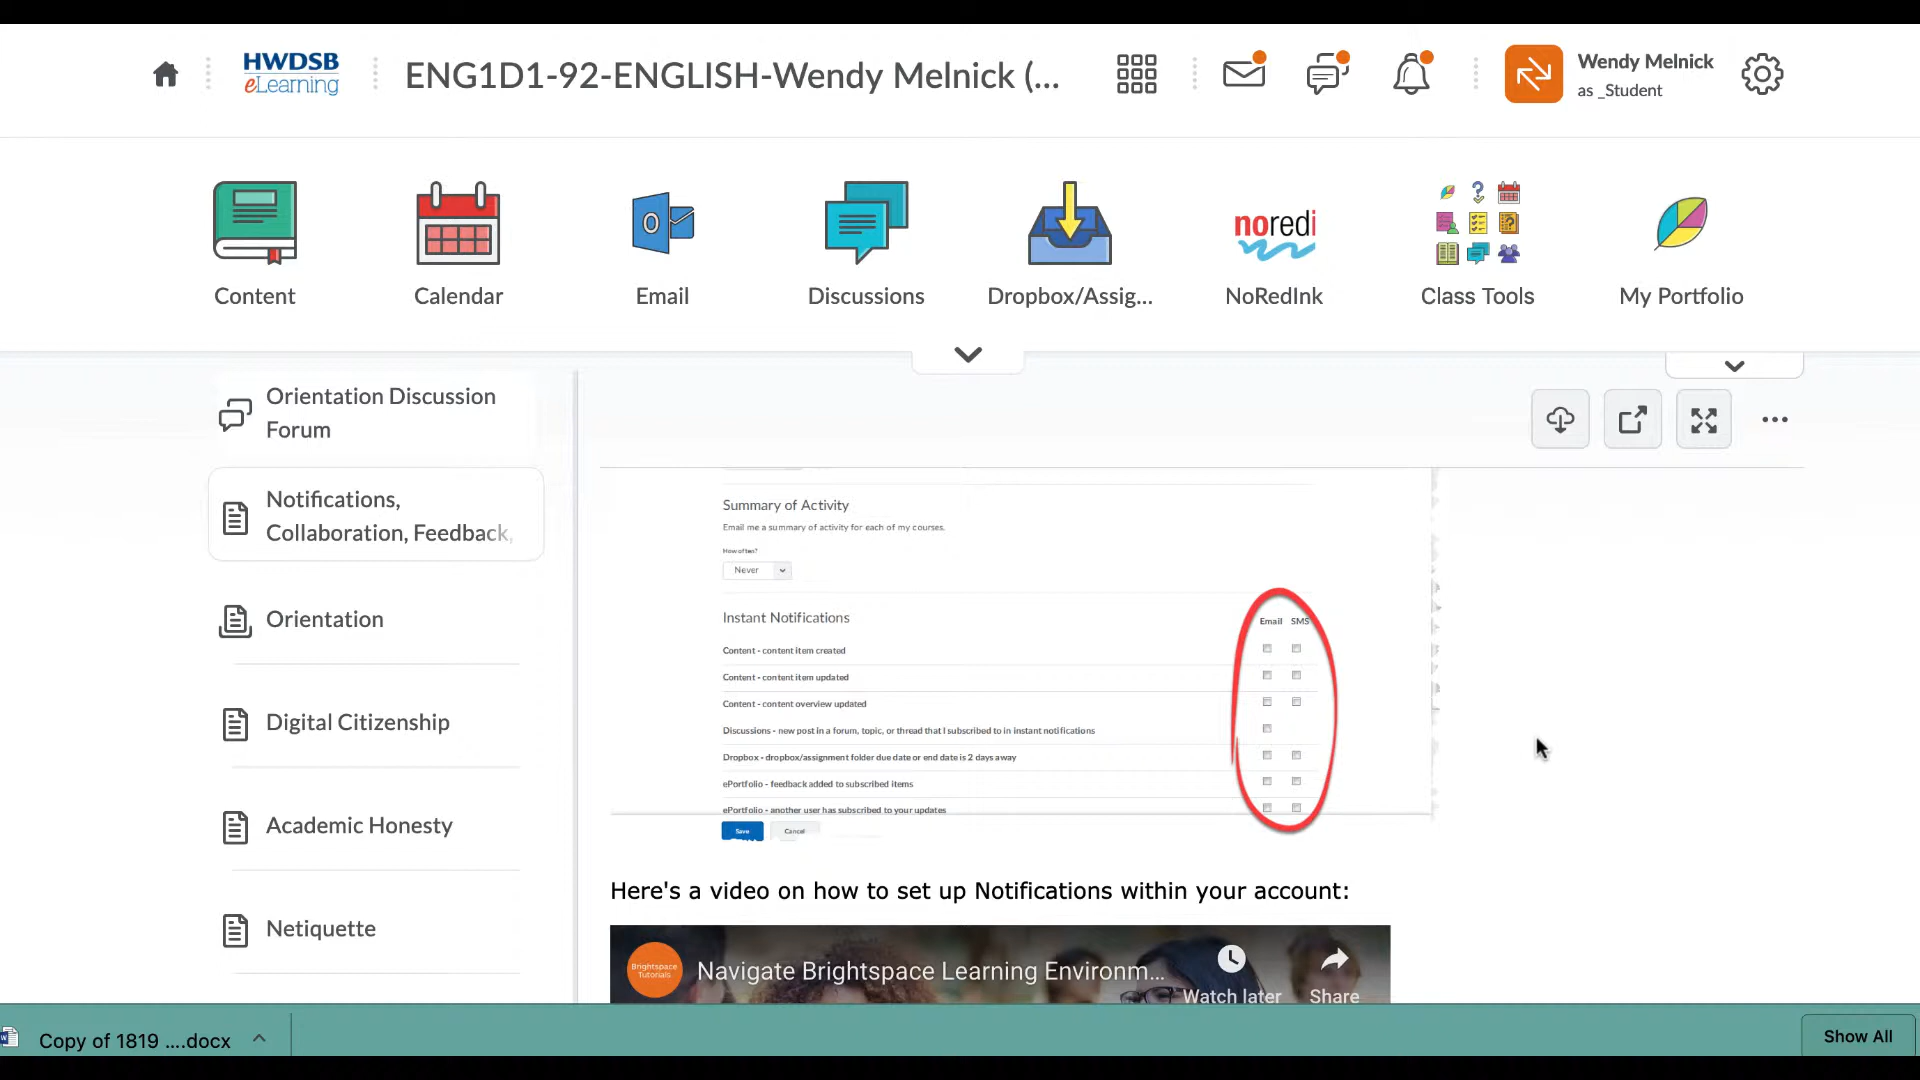 HWDSB
eLearning
ENG1D1-92-ENGLISH-Wendy Melnick (...
Wendy Melnick
as _Student
Content
Calendar
Email
Discussions
Dropbox/Assig...
noredi
NoRedInk
Class Tools
My Portfolio
Orientation Discussion
Forum
Notifications,
Collaboration, Feedback,
Orientation
Digital Citizenship
Academic Honesty
Netiquette
Summary of Activity
Email me a summary of activity for each of my courses.
How often?
Never
Instant Notifications
Email SMS
Content - content item created
Content - content item updated
Content - content overview updated
Discussions - new post in a forum, topic, or thread that I subscribed to in instant notifications
Dropbox - dropbox/assignment folder due date or end date is 2 days away
ePortfolio - feedback added to subscribed items
ePortfolio - another user has subscribed to your updates
Save Cancel
Here's a video on how to set up Notifications within your account:
Brightspace
Tutorials
Navigate Brightspace Learning Environm...
Watch later
Share
Copy of 1819 ....docx
Show All